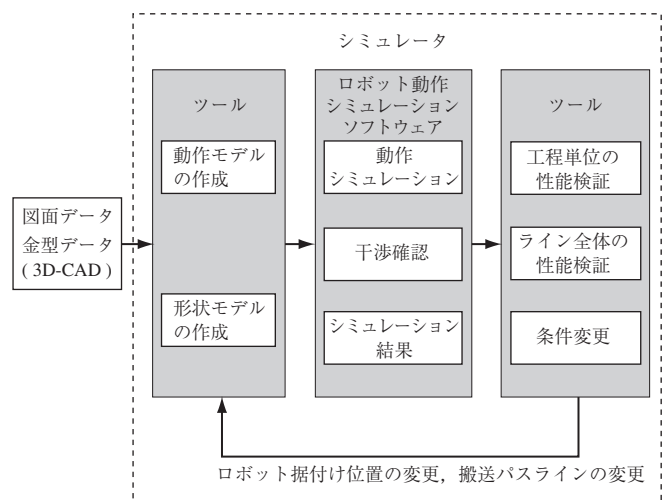 シミュレータ
図面データ
金型データ
( 3D-CAD )
ツール
動作モデル
の作成
形状モデル
の作成
ロボット動作
シミュレーション
ソフトウェア
動作
シミュレーション
干渉確認
シミュレーション
結果
ツール
工程単位の
性能検証
ライン全体の
性能検証
条件変更
ロボット据付け位置の変更，搬送パスラインの変更